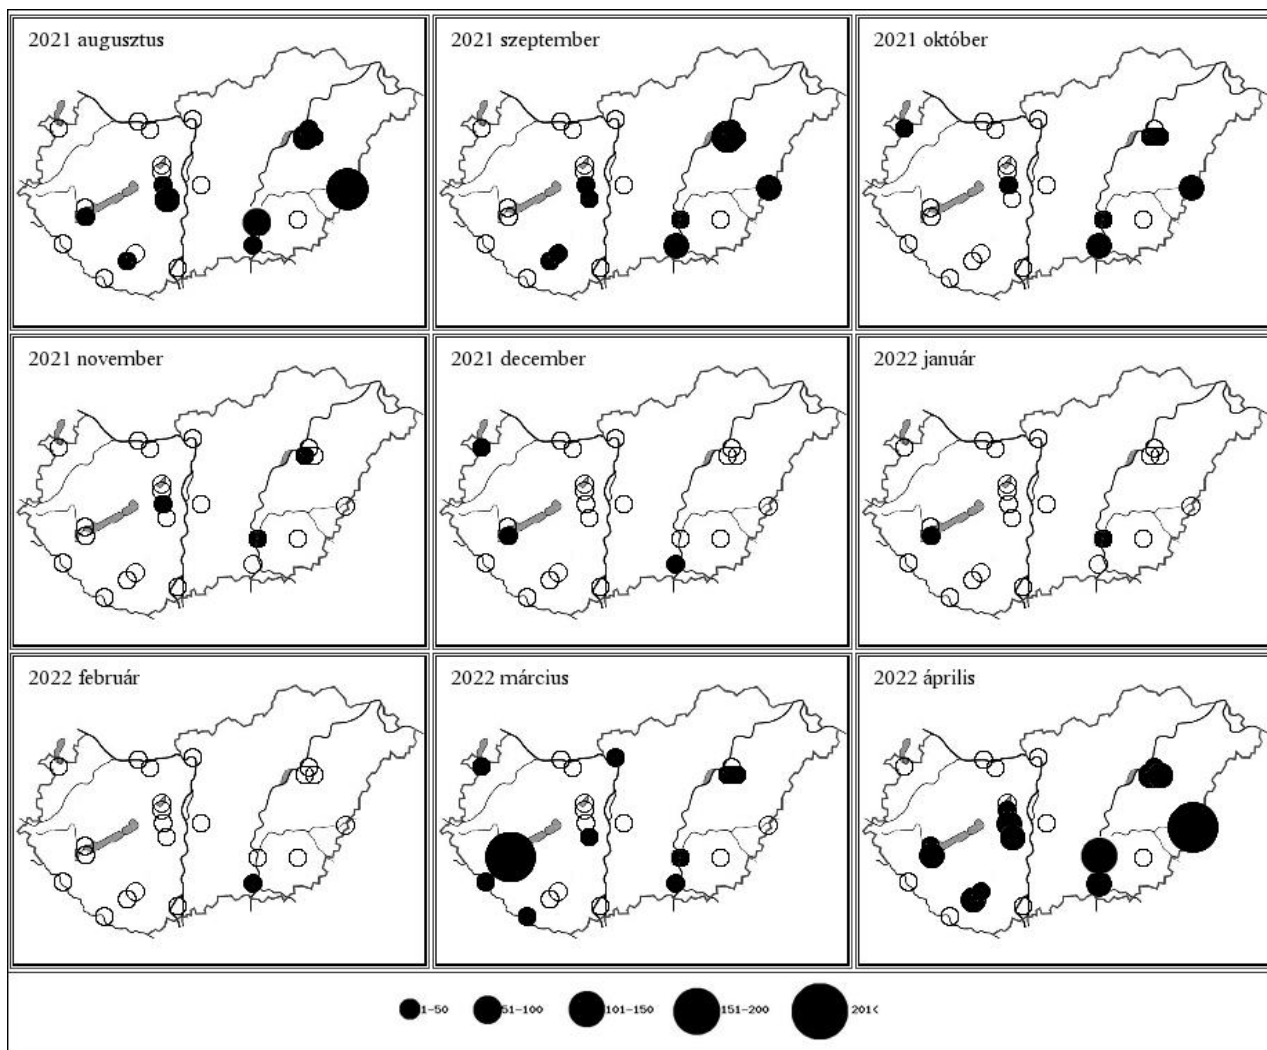 2021 augusztus
2021 szeptember
2021 október
2021 november
2021 december
2022 január
2022 február
2022 március
2022 április
1-50 51-100 101-150 151-200 201<